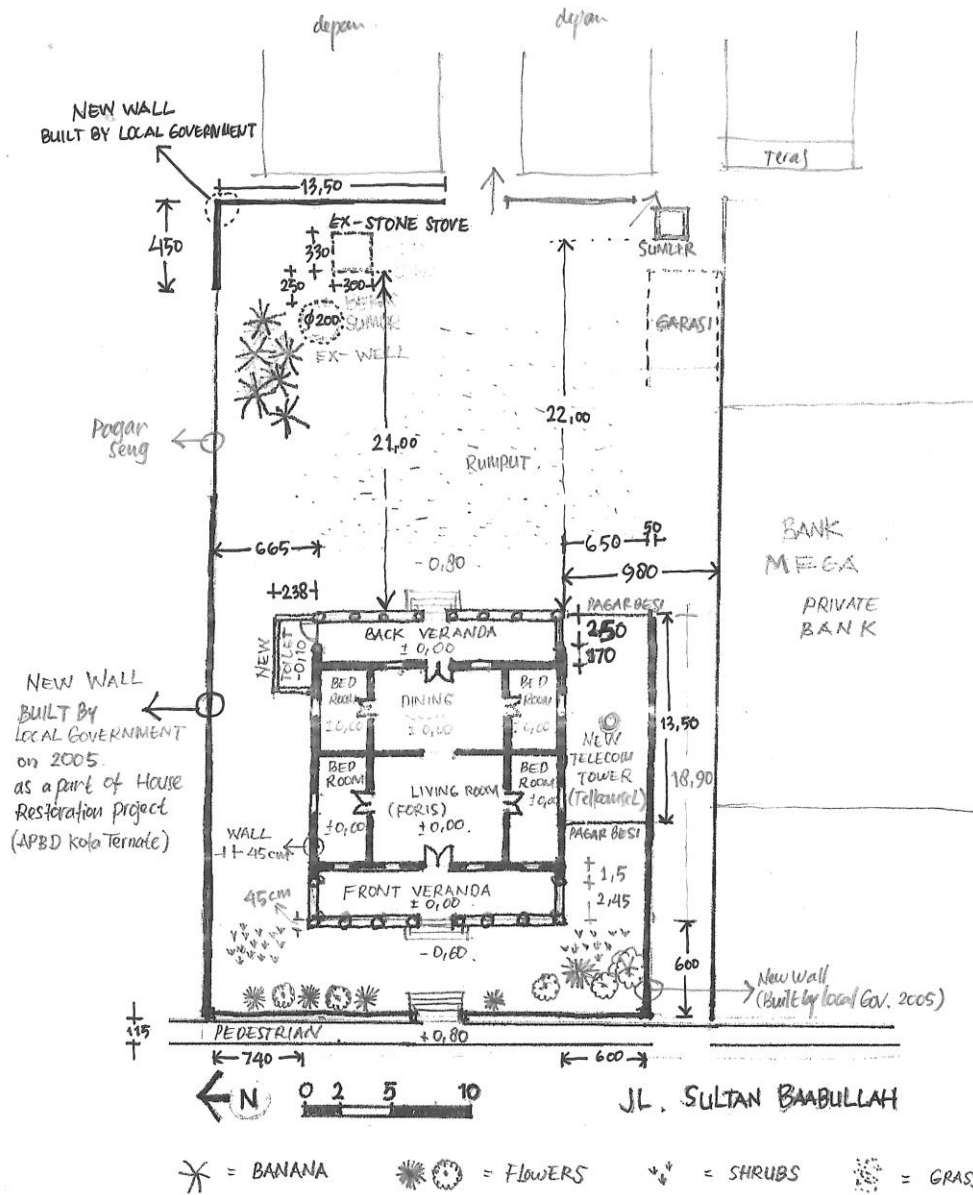 depan
depan
NEW WALL
BUILT BY LOCAL GOVERNMENT
Teras
13,50
450
EX-STONE STOVE
330
250
300
SUMUR
GARASI
Ø200
BEKAS
SUMUR
EX-WELL
22,00
Pagar
Seng
21,00
RUMPUT
50
665
650
-0,80
980
BANK
MEGA
PRIVATE
BANK
238
PAGAR BESI
NEW
TOILET
-0,10
BACK VERANDA
± 0,00
250
170
BED
ROOM
±0,00
DINING
± 0,00
BED
ROOM
±0,00
NEW WALL
BUILT BY
LOCAL GOVERNMENT
on 2005
as a part of House
Restoration project
(APBD Kota Ternate)
NEW
TELECOM
TOWER
(Telkomsel)
13,50
18,90
BED
ROOM
±0,00
LIVING ROOM
(FORIS)
±0,00
BED
ROOM
±0,00
PAGAR BESI
WALL
45cm
1,5
2,45
45cm
FRONT VERANDA
± 0,00
-0,60
600
New Wall
(Built by local Gov. 2005)
115
PEDESTRIAN
+0,80
740
600
N
0 2 5 10
JL. SULTAN BAABULLAH
= BANANA
= FLOWERS
= SHRUBS
= GRAS